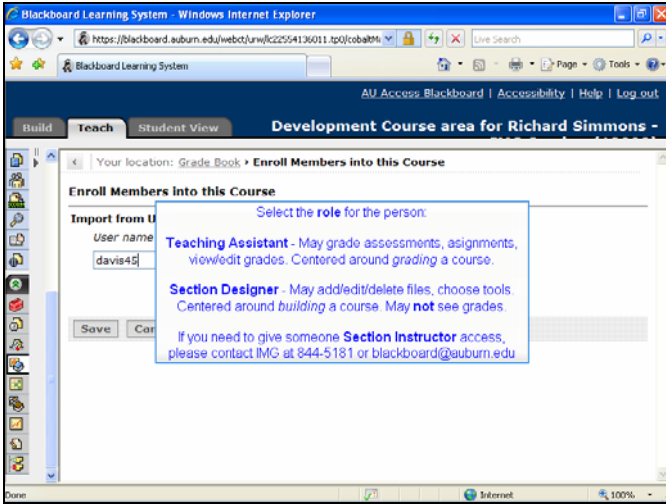 Blackboard Learning System - Windows Internet Explorer
https://blackboard.auburn.edu/webct/urw/lc22554136011.tp0/cobaltMa
Live Search
Blackboard Learning System
Page Tools
AU Access Blackboard | Accessibility | Help | Log out
Build Teach Student View Development Course area for Richard Simmons -
Your location: Grade Book › Enroll Members into this Course
Enroll Members into this Course
Import from U
User name
davis45
Save Can
Select the role for the person:
Teaching Assistant - May grade assessments, asignments,
view/edit grades. Centered around grading a course.
Section Designer - May add/edit/delete files, choose tools.
Centered around building a course. May not see grades.
If you need to give someone Section Instructor access,
please contact IMG at 844-5181 or blackboard@auburn.edu
Done Internet 100%